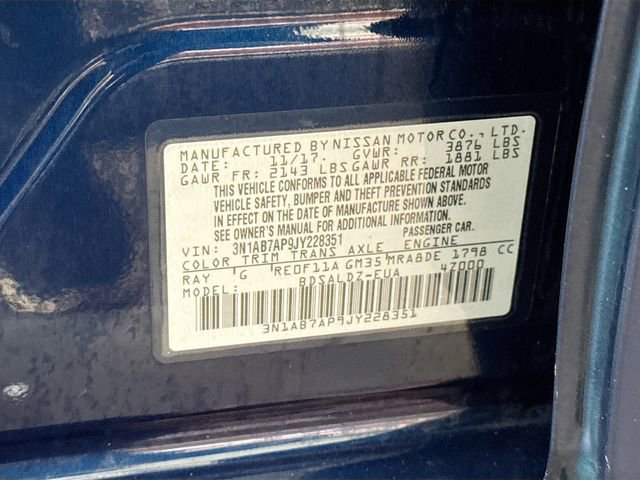 MANUFACTURED BY NISSAN MOTOR CO., LTD.
DATE: 11/17. GVWR: 3876 LBS
GAWR FR: 2143 LBS GAWR RR: 1881 LBS
THIS VEHICLE CONFORMS TO ALL APPLICABLE FEDERAL MOTOR
VEHICLE SAFETY, BUMPER AND THEFT PREVENTION STANDARDS
IN EFFECT ON THE DATE OF MANUFACTURE SHOWN ABOVE.
SEE OWNER'S MANUAL FOR ADDITIONAL INFORMATION.
VIN: 3N1AB7AP9JY228351 PASSENGER CAR.
COLOR TRIM TRANS AXLE ENGINE
RAY G RE0F11A GM35 MRA8DE 1798 CC
MODEL: BDSALDZ-EUA 4Z000
3N1AB7AP9JY228351